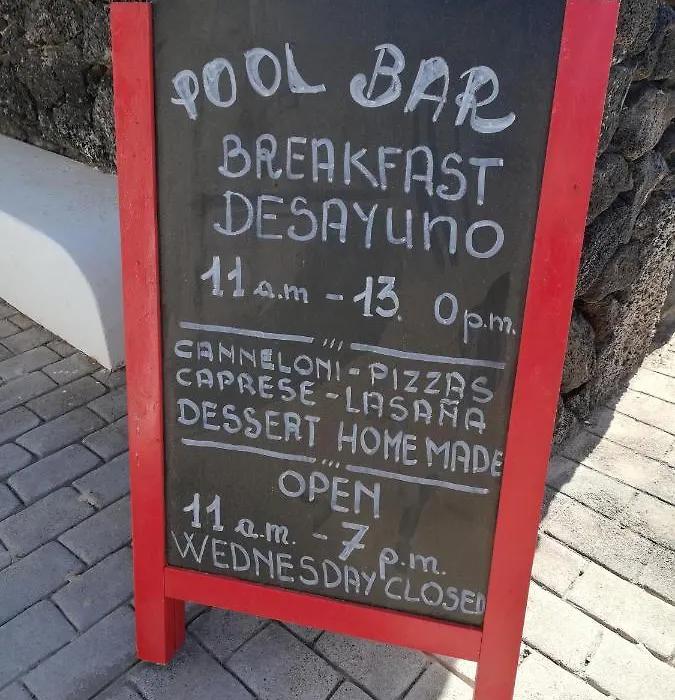 POOL BAR
BREAKFAST
DESAYUNO
11 a.m - 13. 0 p.m.
CANNELONI - PIZZAS
CAPRESE - LASAÑA
DESSERT HOME MADE
OPEN
11 a.m. - 7 p.m.
WEDNESDAY CLOSED